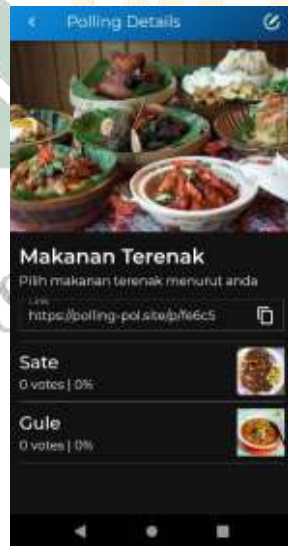 Polling Details
Makanan Terenak
Pilih makanan terenak menurut anda
Link
https://polling-pol.site/p/fe6c5
Sate
0 votes | 0%
Gule
0 votes | 0%